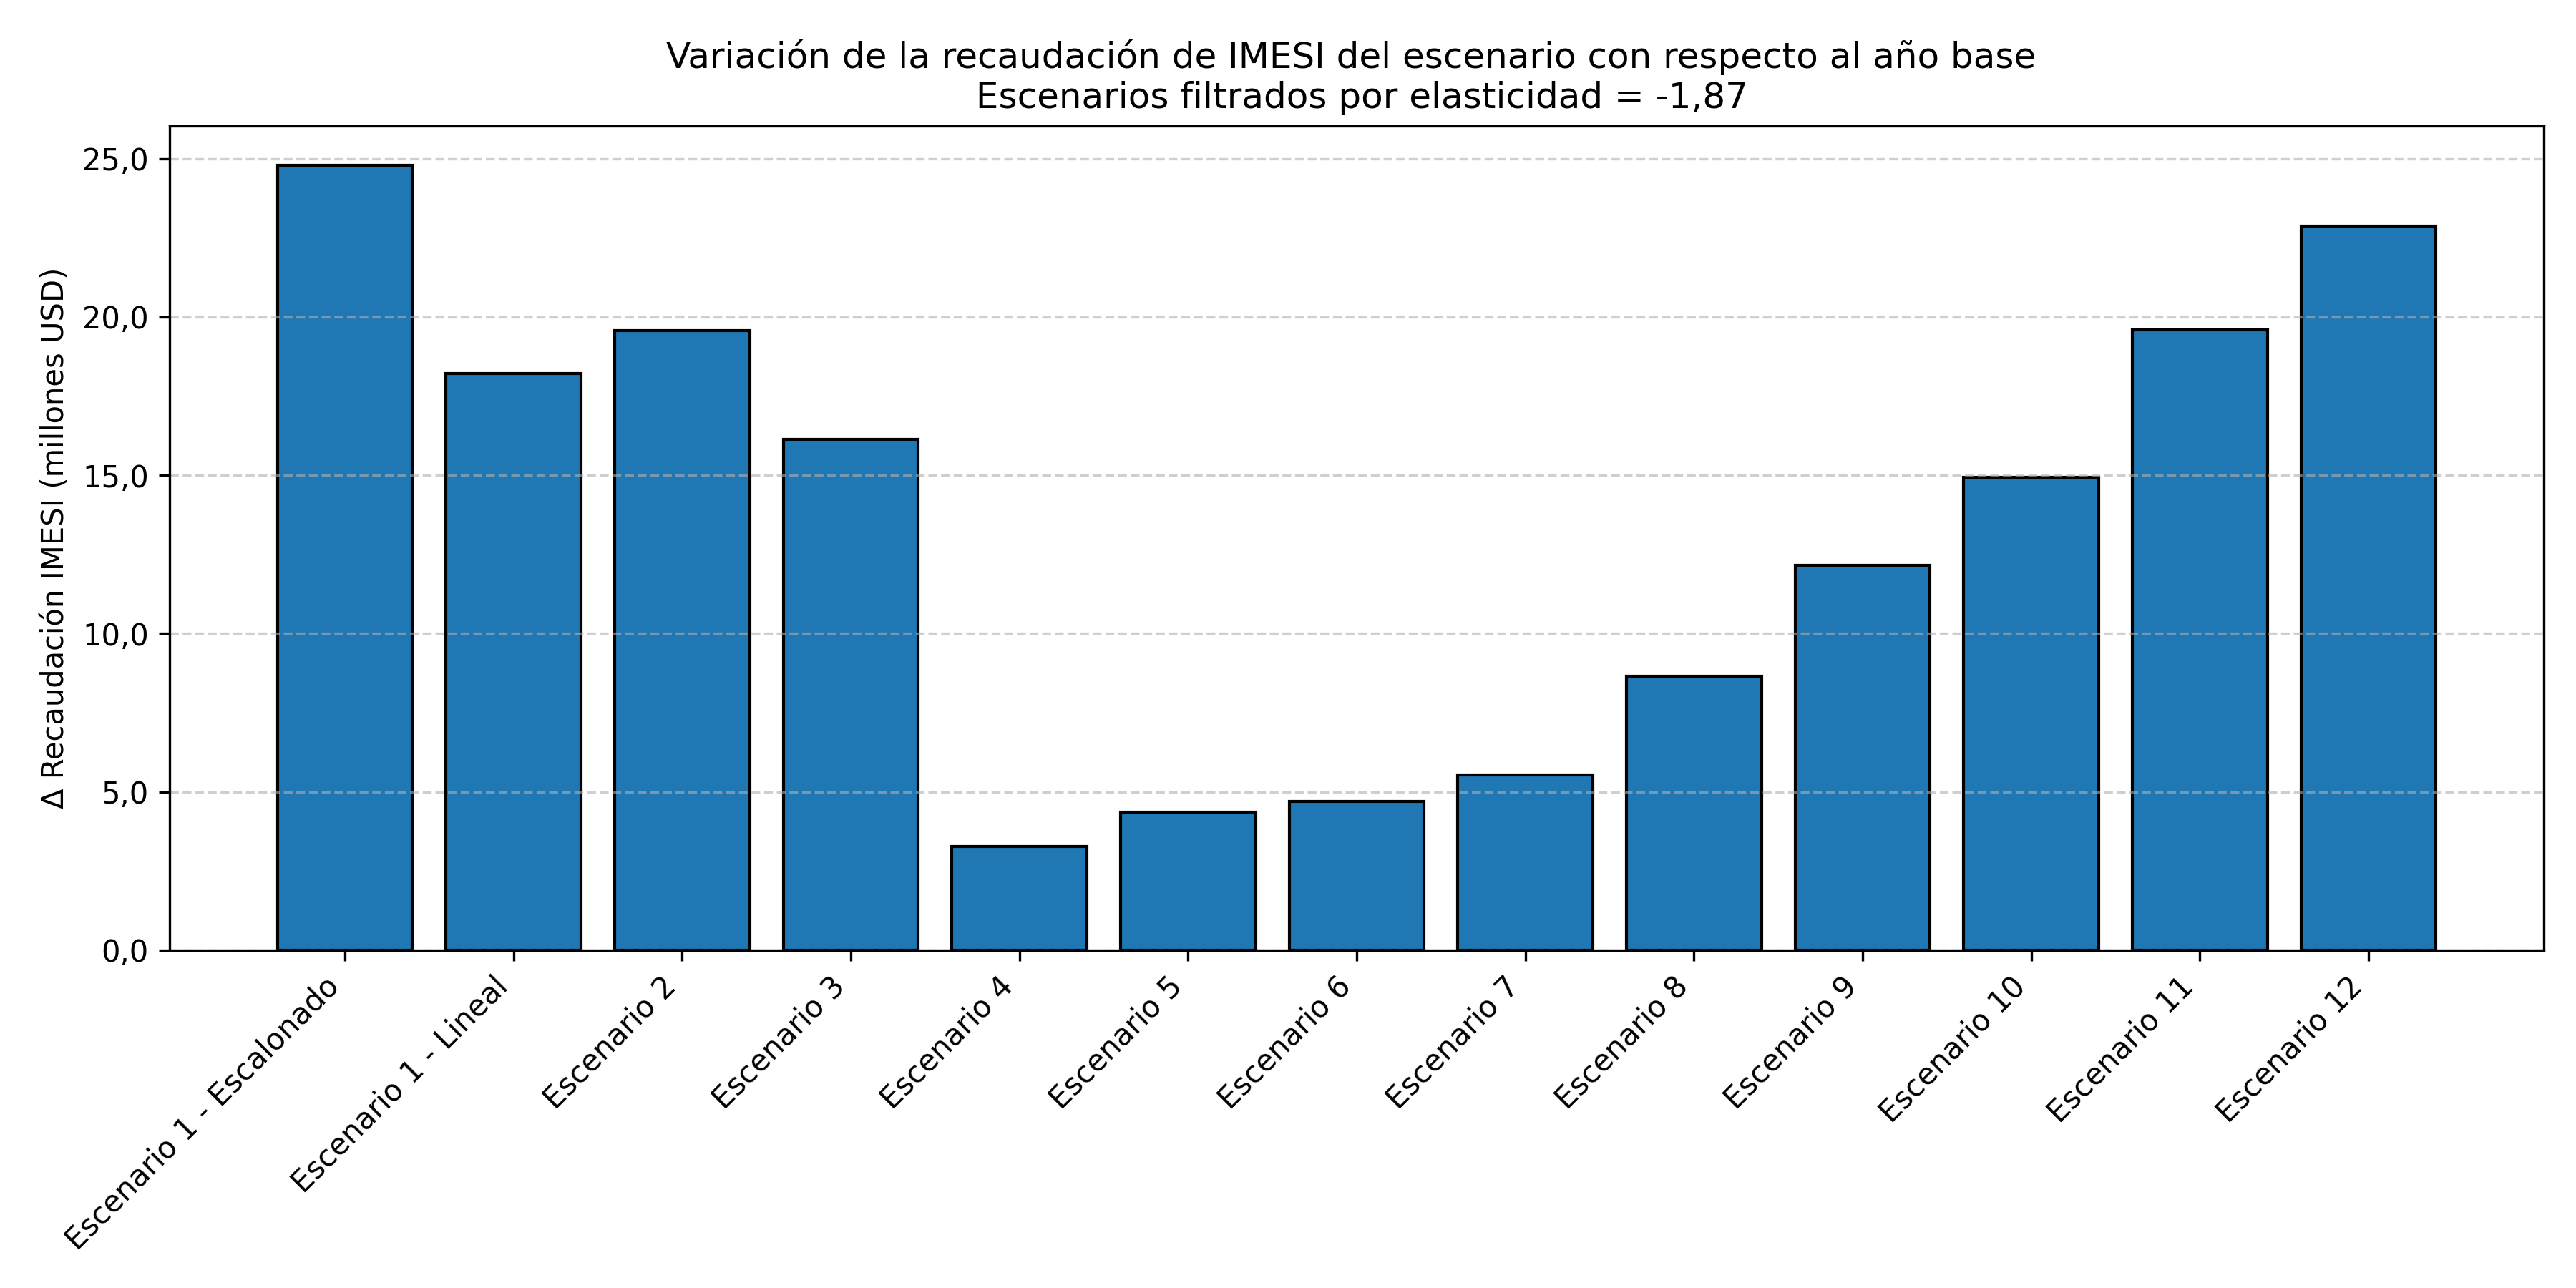 Variación de la recaudación de IMESI del escenario con respecto al año base
Escenarios filtrados por elasticidad = -1,87
Δ Recaudación IMESI (millones USD)
25,0
20,0
15,0
10,0
5,0
0,0
Escenario 1 - Escalonado
Escenario 1 - Lineal
Escenario 2
Escenario 3
Escenario 4
Escenario 5
Escenario 6
Escenario 7
Escenario 8
Escenario 9
Escenario 10
Escenario 11
Escenario 12